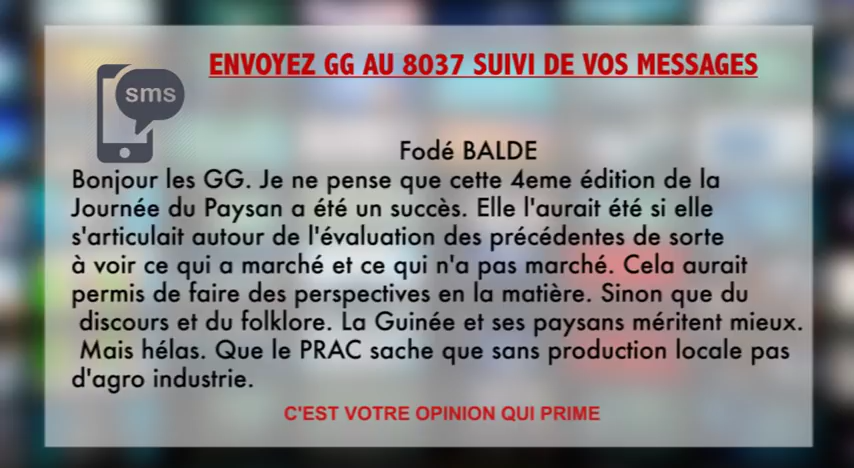 ENVOYEZ GG AU 8037 SUIVI DE VOS MESSAGES
sms
Fodé BALDE
Bonjour les GG. Je ne pense que cette 4eme édition de la
Journée du Paysan a été un succès. Elle l'aurait été si elle
s'articulait autour de l'évaluation des précédentes de sorte
à voir ce qui a marché et ce qui n'a pas marché. Cela aurait
permis de faire des perspectives en la matière. Sinon que du
discours et du folklore. La Guinée et ses paysans méritent mieux.
Mais hélas. Que le PRAC sache que sans production locale pas
d'agro industrie.
C'EST VOTRE OPINION QUI PRIME